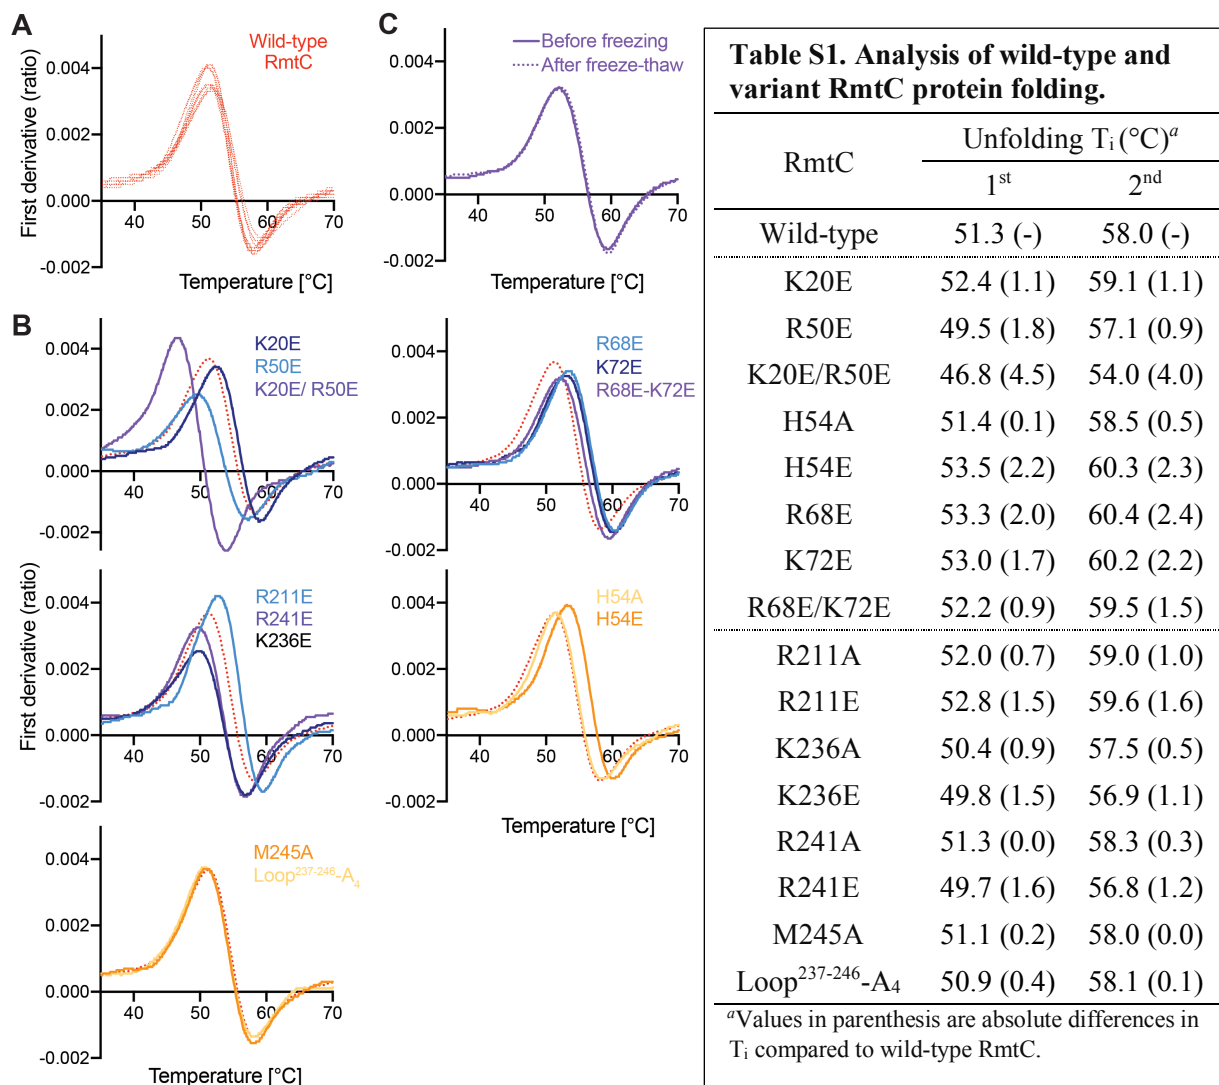 A
Wild-type
RmtC
First derivative (ratio)
0.004
0.002
0.000
-0.002
40 50 60 70
Temperature [°C]
C
Before freezing
After freeze-thaw
0.004
0.002
0.000
-0.002
40 50 60 70
Temperature [°C]
B
K20E
R50E
K20E/ R50E
0.004
0.002
0.000
-0.002
40 50 60 70
R68E
K72E
R68E-K72E
0.004
0.002
0.000
-0.002
40 50 60 70
First derivative (ratio)
R211E
R241E
K236E
0.004
0.002
0.000
-0.002
40 50 60 70
H54A
H54E
0.004
0.002
0.000
-0.002
40 50 60 70
Temperature [°C]
M245A
Loop237-246-A4
0.004
0.002
0.000
-0.002
40 50 60 70
Temperature [°C]
Table S1. Analysis of wild-type and
variant RmtC protein folding.
RmtC Unfolding Ti (°C)a
1st 2nd
Wild-type 51.3 (-) 58.0 (-)
K20E 52.4 (1.1) 59.1 (1.1)
R50E 49.5 (1.8) 57.1 (0.9)
K20E/R50E 46.8 (4.5) 54.0 (4.0)
H54A 51.4 (0.1) 58.5 (0.5)
H54E 53.5 (2.2) 60.3 (2.3)
R68E 53.3 (2.0) 60.4 (2.4)
K72E 53.0 (1.7) 60.2 (2.2)
R68E/K72E 52.2 (0.9) 59.5 (1.5)
R211A 52.0 (0.7) 59.0 (1.0)
R211E 52.8 (1.5) 59.6 (1.6)
K236A 50.4 (0.9) 57.5 (0.5)
K236E 49.8 (1.5) 56.9 (1.1)
R241A 51.3 (0.0) 58.3 (0.3)
R241E 49.7 (1.6) 56.8 (1.2)
M245A 51.1 (0.2) 58.0 (0.0)
Loop237-246-A4 50.9 (0.4) 58.1 (0.1)
aValues in parenthesis are absolute differences in
Ti compared to wild-type RmtC.